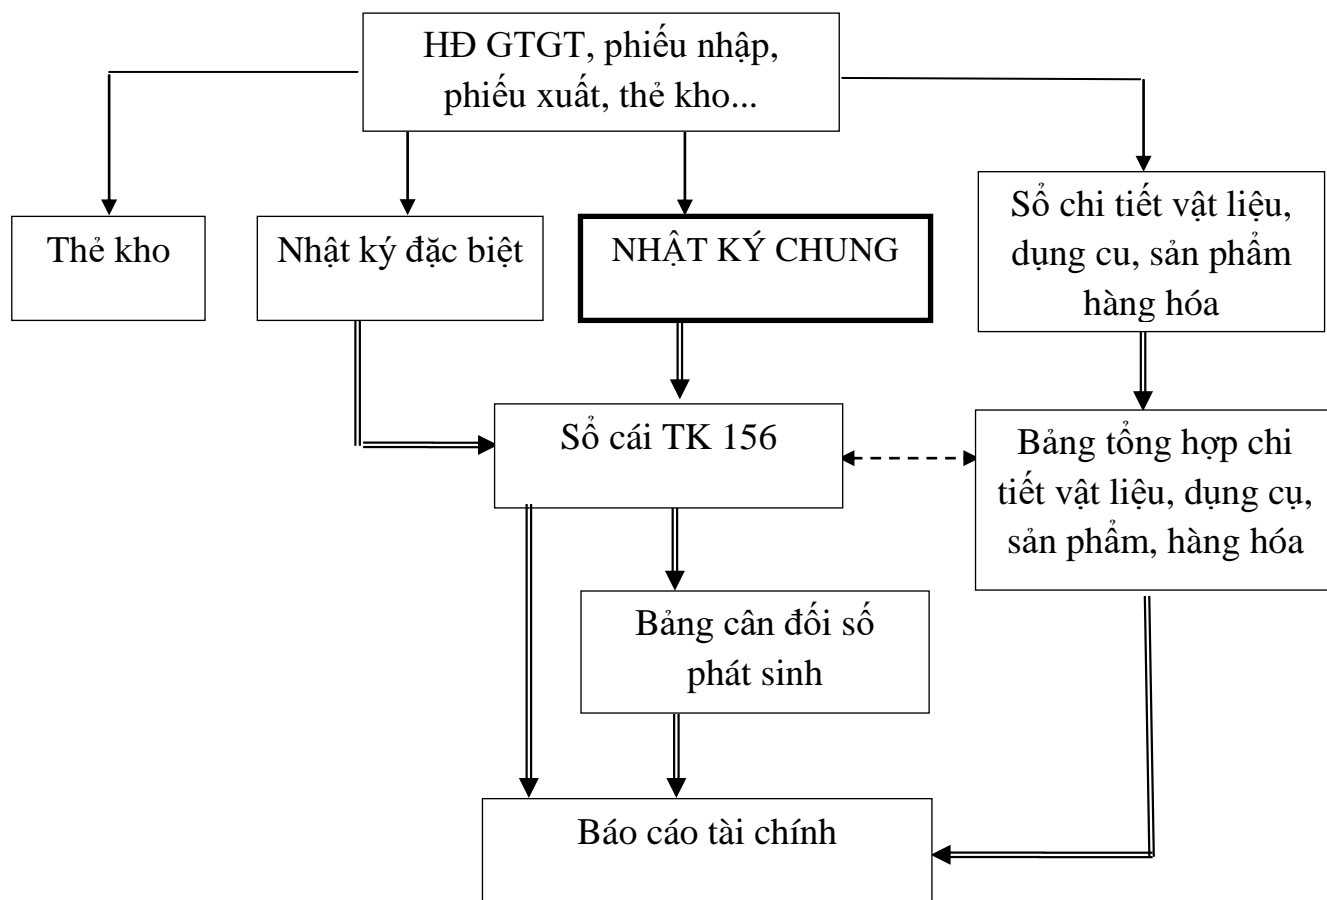 HĐ GTGT, phiếu nhập,
phiếu xuất, thẻ kho...
Thẻ kho
Nhật ký đặc biệt
NHẬT KÝ CHUNG
Sổ chi tiết vật liệu,
dụng cu, sản phẩm
hàng hóa
Sổ cái TK 156
Bảng tổng hợp chi
tiết vật liệu, dụng cụ,
sản phẩm, hàng hóa
Bảng cân đối số
phát sinh
Báo cáo tài chính